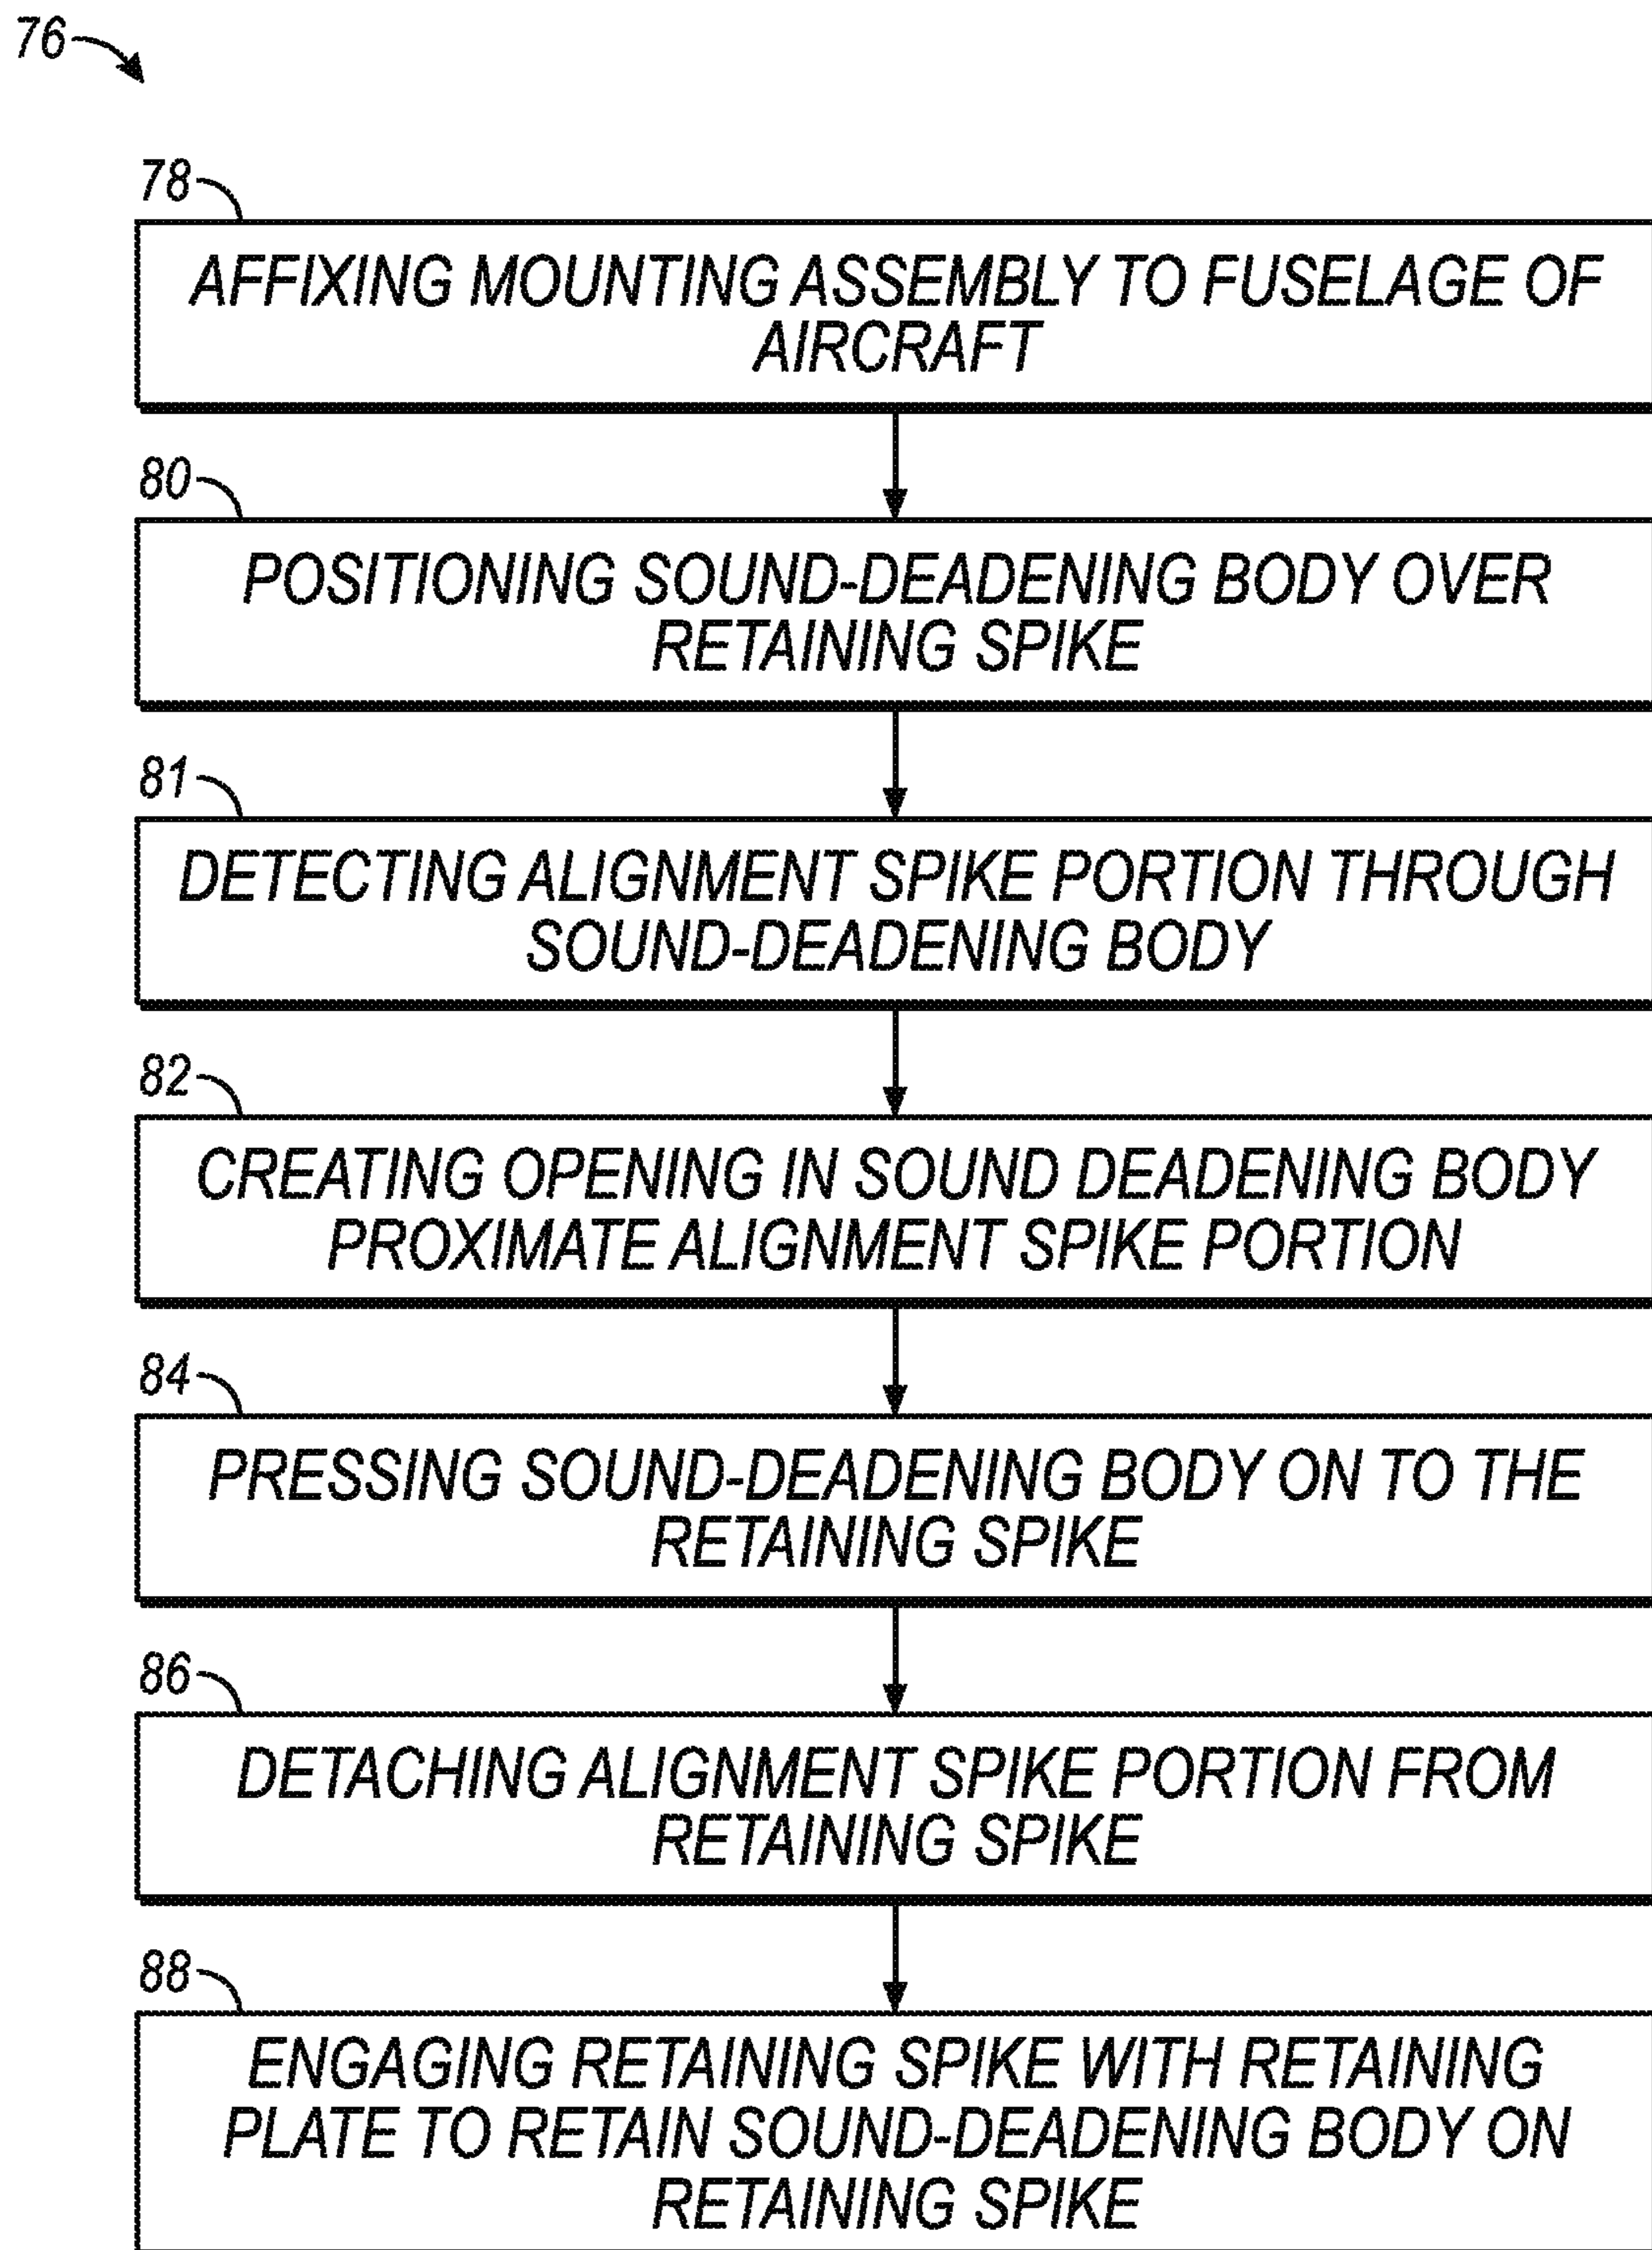 76
78
AFFIXING MOUNTING ASSEMBLY TO FUSELAGE OF
AIRCRAFT
80
POSITIONING SOUND-DEADENING BODY OVER
RETAINING SPIKE
81
DETECTING ALIGNMENT SPIKE PORTION THROUGH
SOUND-DEADENING BODY
82
CREATING OPENING IN SOUND DEADENING BODY
PROXIMATE ALIGNMENT SPIKE PORTION
84
PRESSING SOUND-DEADENING BODY ON TO THE
RETAINING SPIKE
86
DETACHING ALIGNMENT SPIKE PORTION FROM
RETAINING SPIKE
88
ENGAGING RETAINING SPIKE WITH RETAINING
PLATE TO RETAIN SOUND-DEADENING BODY ON
RETAINING SPIKE